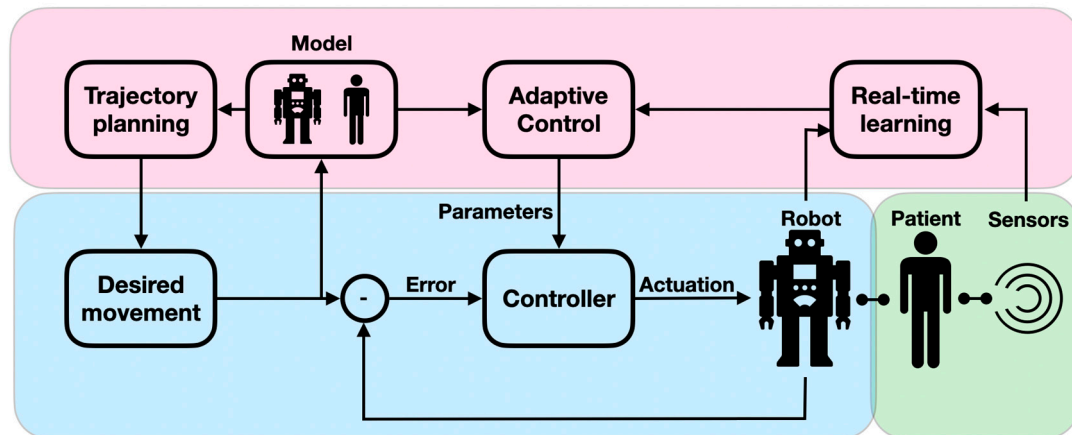 Model
Trajectory
planning
Adaptive
Control
Real-time
learning
Parameters
Robot
Patient
Sensors
Desired
movement
-
Error
Controller
Actuation